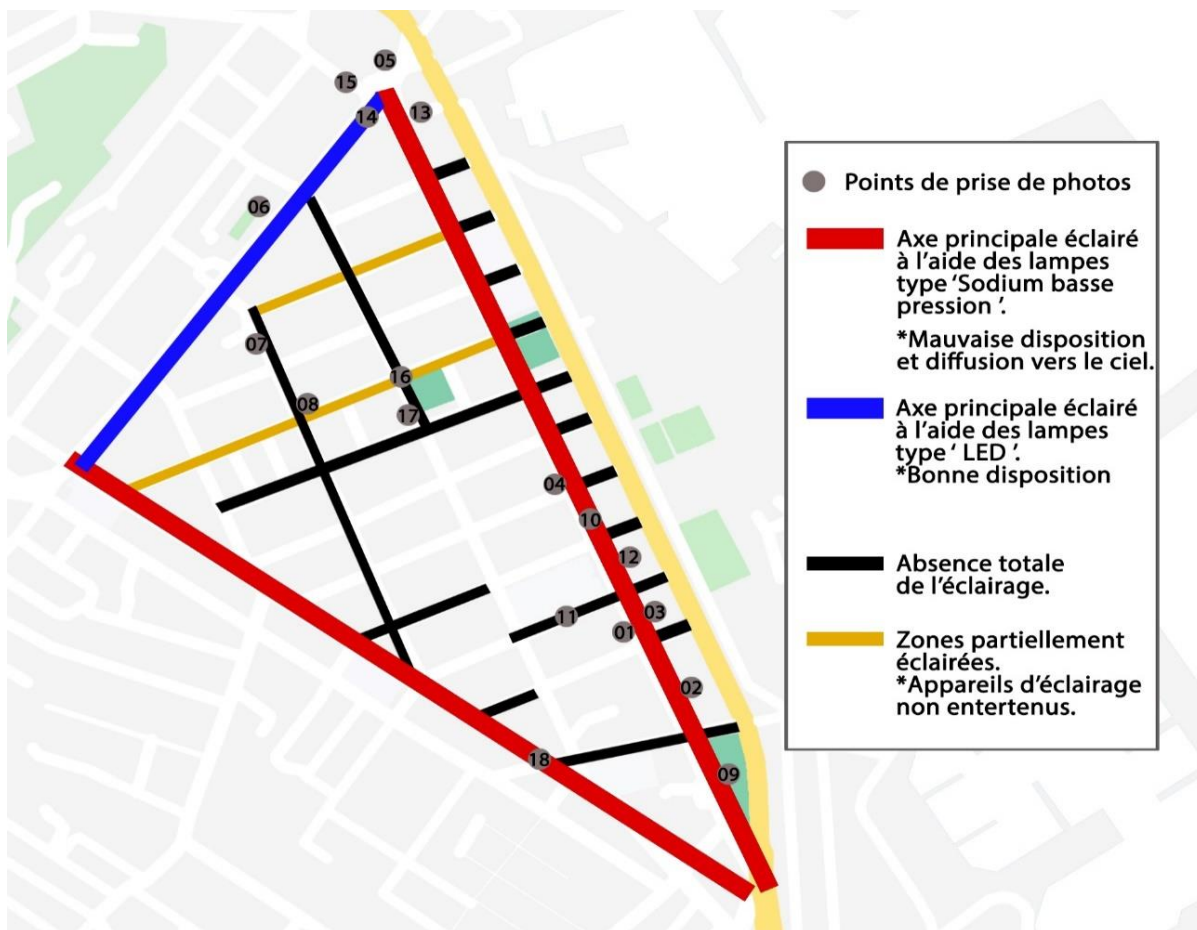 05
15
14
13
06
07
16
08
17
04
10
12
11
03
01
02
18
09
Points de prise de photos
Axe principale éclairé
à l'aide des lampes
type ‘Sodium basse
pression ’.
*Mauvaise disposition
et diffusion vers le ciel.
Axe principale éclairé
à l'aide des lampes
type ‘ LED ’.
*Bonne disposition
Absence totale
de l'éclairage.
Zones partiellement
éclairées.
*Appareils d'éclairage
non entertenus.